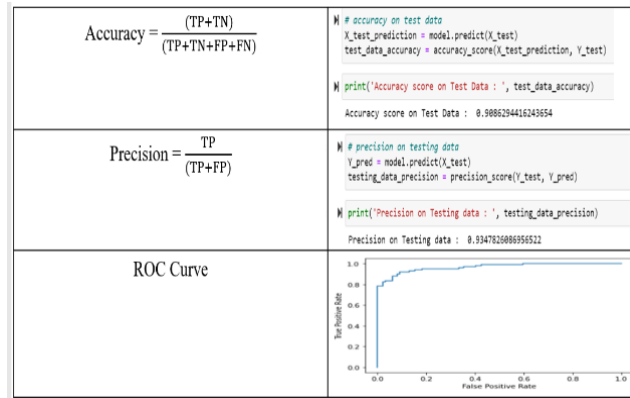 Accuracy = (TP+TN) / (TP+TN+FP+FN)
# accuracy on test data
X_test_prediction = model.predict(X_test)
test_data_accuracy = accuracy_score(X_test_prediction, Y_test)
print('Accuracy score on Test Data : ', test_data_accuracy)
Accuracy score on Test Data :  0.9086294416243654
Precision = TP / (TP+FP)
# precision on testing data
Y_pred = model.predict(X_test)
testing_data_precision = precision_score(Y_test, Y_pred)
print('Precision on Testing data : ', testing_data_precision)
Precision on Testing data :  0.9347826086956522
ROC Curve
True Positive Rate
1.0
0.8
0.6
0.4
0.2
0.0
0.0 0.2 0.4 0.6 0.8 1.0
False Positive Rate